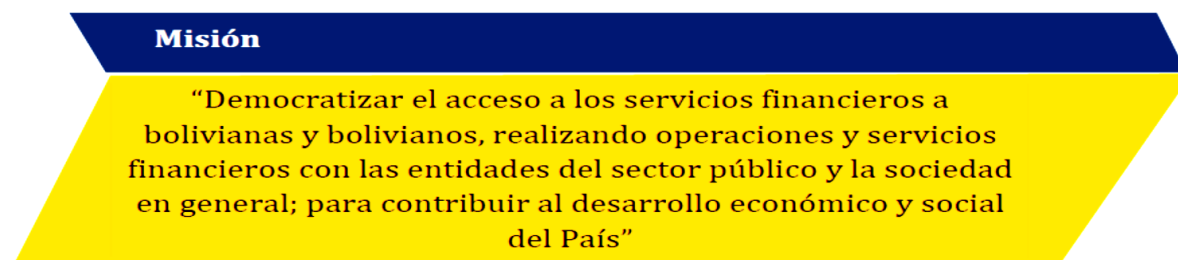 Misión
“Democratizar el acceso a los servicios financieros a
bolivianas y bolivianos, realizando operaciones y servicios
financieros con las entidades del sector público y la sociedad
en general; para contribuir al desarrollo económico y social
del País”